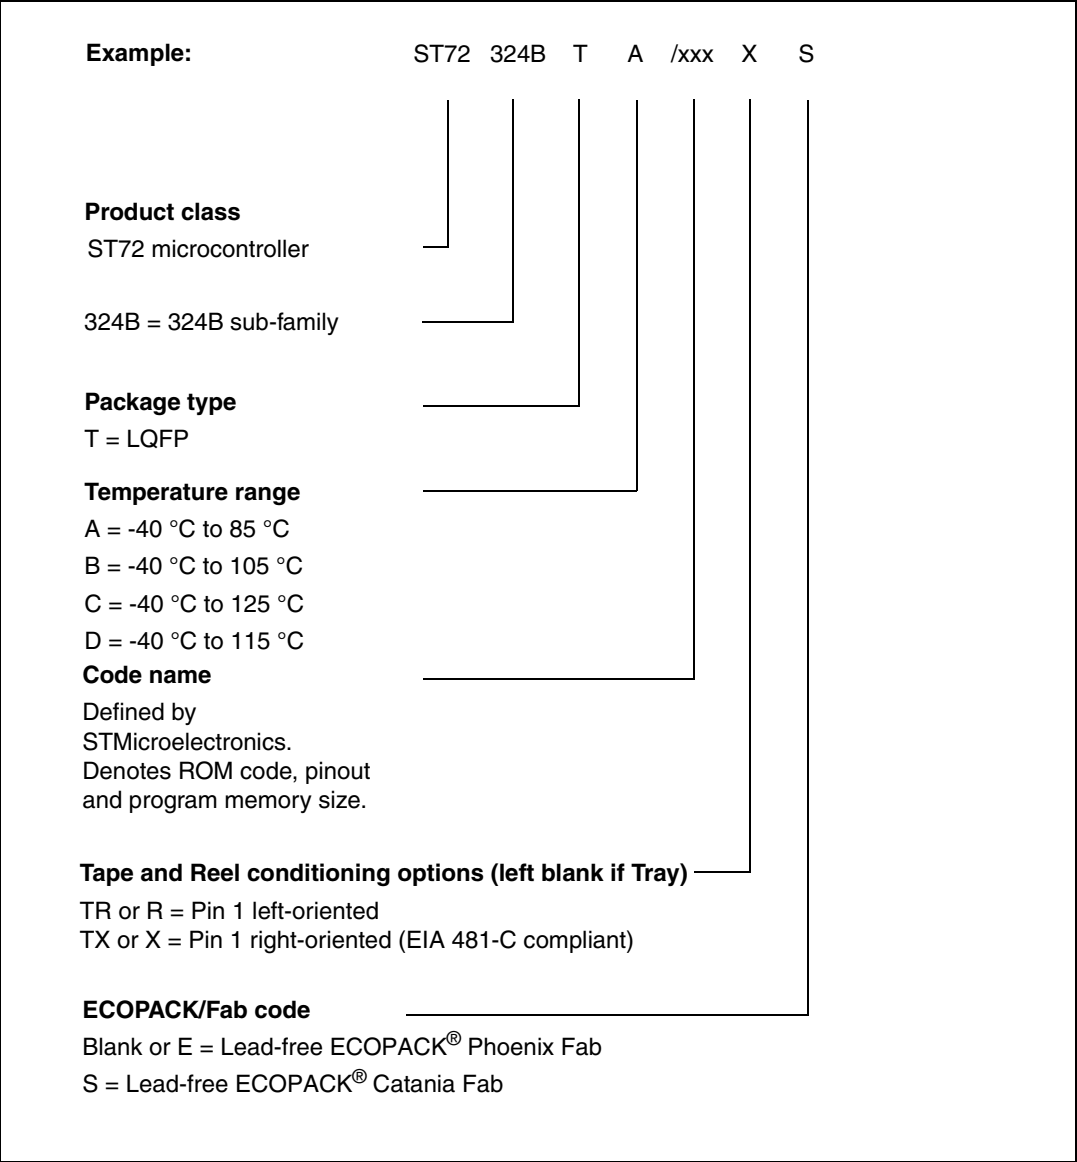 Example: ST72 324B T A /xxx X S
Product class
ST72 microcontroller
324B = 324B sub-family
Package type
T = LQFP
Temperature range
A = -40 °C to 85 °C
B = -40 °C to 105 °C
C = -40 °C to 125 °C
D = -40 °C to 115 °C
Code name
Defined by
STMicroelectronics.
Denotes ROM code, pinout
and program memory size.
Tape and Reel conditioning options (left blank if Tray)
TR or R = Pin 1 left-oriented
TX or X = Pin 1 right-oriented (EIA 481-C compliant)
ECOPACK/Fab code
Blank or E = Lead-free ECOPACK® Phoenix Fab
S = Lead-free ECOPACK® Catania Fab